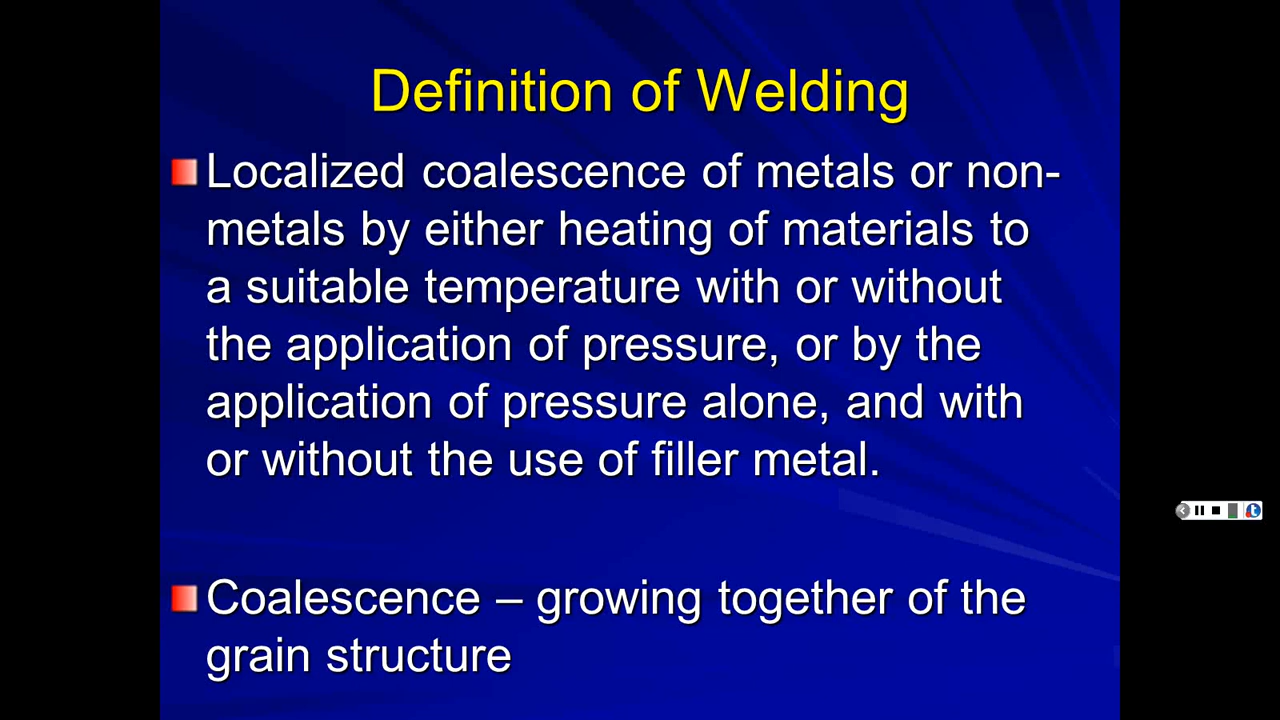 Definition of Welding
Localized coalescence of metals or non-
metals by either heating of materials to
a suitable temperature with or without
the application of pressure, or by the
application of pressure alone, and with
or without the use of filler metal.
Coalescence – growing together of the
grain structure